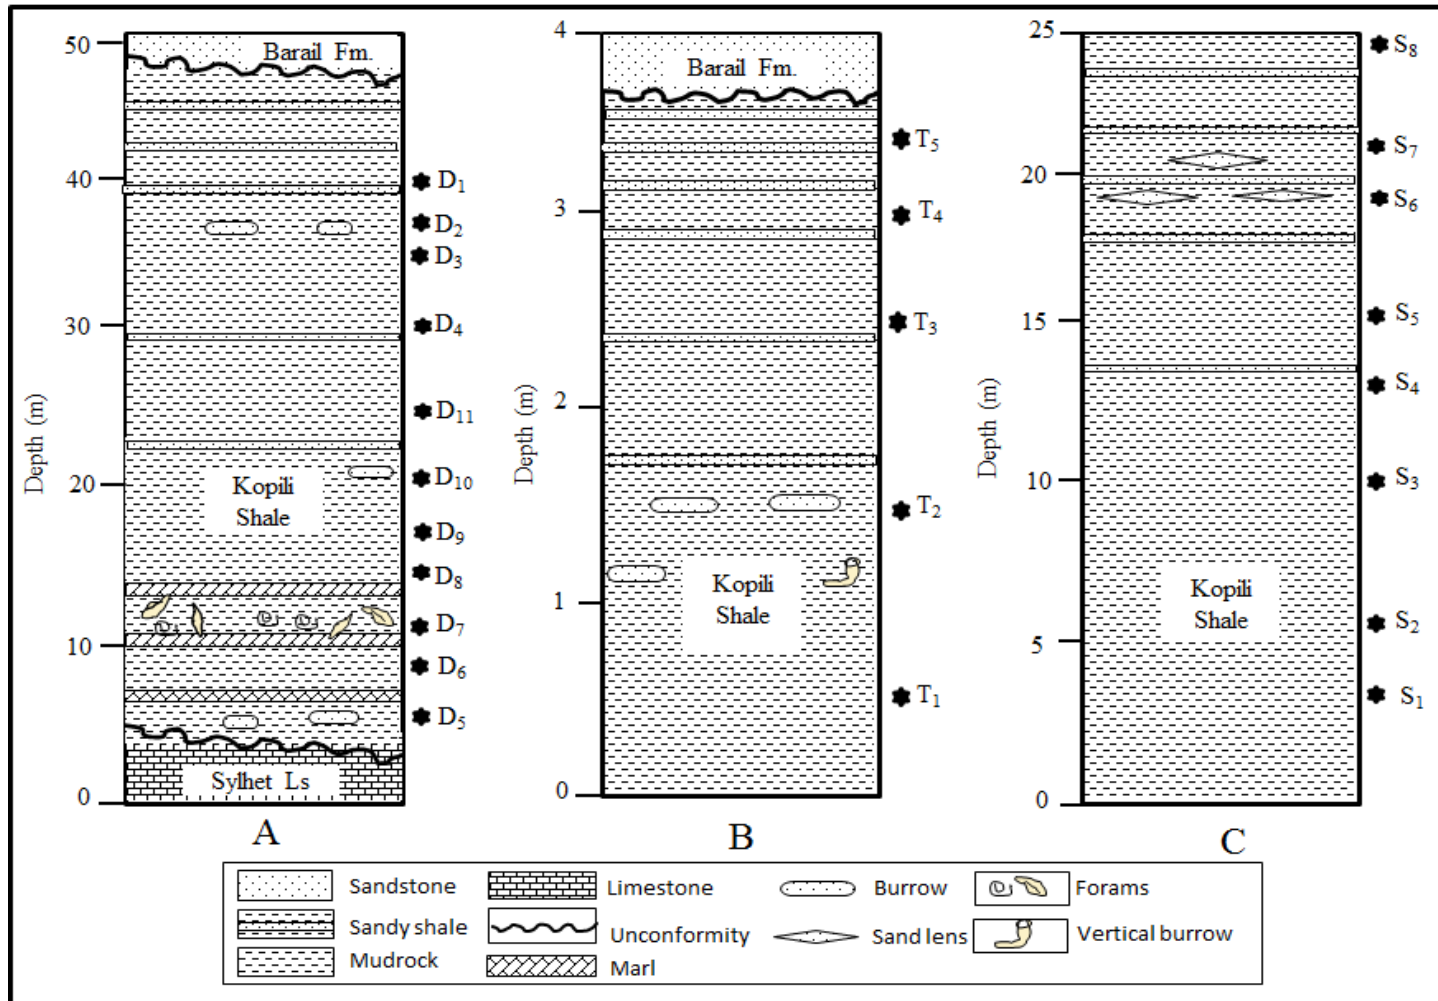 50
40
30
20
10
0
Depth (m)
Barail Fm.
Kopili
Shale
Sylhet Ls
D1
D2
D3
D4
D11
D10
D9
D8
D7
D6
D5
A
4
3
2
1
0
Depth (m)
Barail Fm.
Kopili
Shale
T5
T4
T3
T2
T1
B
25
20
15
10
5
0
Depth (m)
Kopili
Shale
S8
S7
S6
S5
S4
S3
S2
S1
C
Sandstone
Limestone
Burrow
Forams
Sandy shale
Unconformity
Sand lens
Vertical burrow
Mudrock
Marl